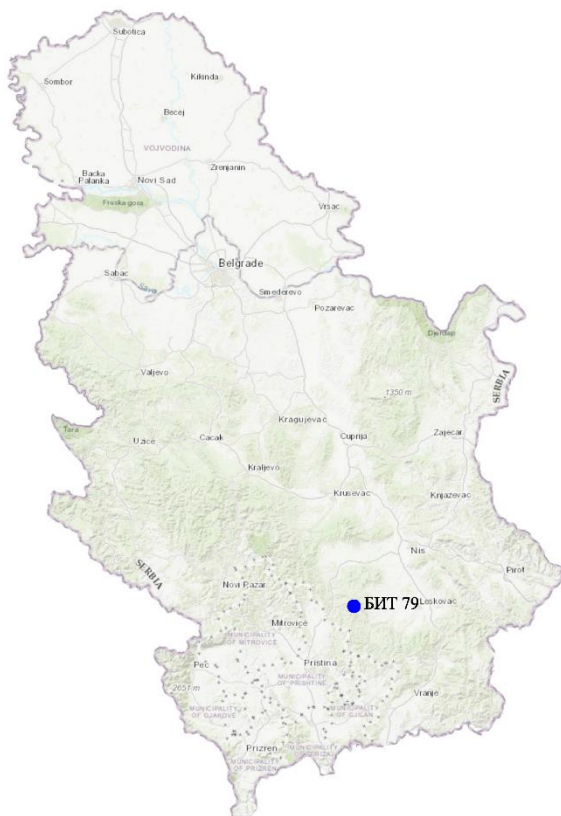 Subotica
Sombor
Kikinda
Becej
VOJVODINA
Zrenjanin
Backa
Palanka
Novi Sad
Fruska gora
Vrsac
Belgrade
Sabac
Sava
Smederevo
Pozarevac
Djerdap
Valjevo
1350 m
SERBIA
Kragujevac
Tara
Uzice
Cacak
Cuprija
Zajecar
Kraljevo
Krusevac
Knjazevac
Nis
SERBIA
Pirot
Novi Pazar
БИТ 79
Leskovac
Mitrovice
MUNICIPALITY
OF MITROVICE
Pec
Pristina
MUNICIPALITY
OF PRISHTINE
2651 m
Vranje
MUNICIPALITY
OF GJAKOVE
MUNICIPALITY
OF GJILAN
Prizren
MUNICIPALITY
OF PRIZREN